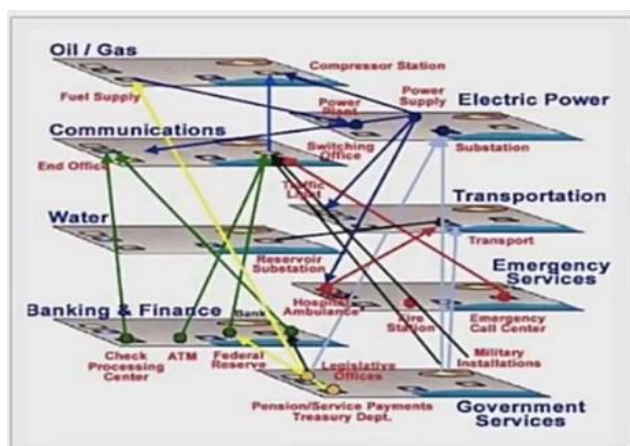 Oil / Gas
Compressor Station
Fuel Supply
Power
Plant
Power
Supply
Electric Power
Communications
Switching
Office
Substation
End Office
Traffic
Light
Transportation
Water
Transport
Reservoir
Substation
Emergency
Services
Hospital
Ambulance
Banking & Finance
Bank
Fire
Station
Emergency
Call Center
Check
Processing
Center
ATM
Federal
Reserve
Legislative
Offices
Military
Installations
Pension/Service Payments
Treasury Dept.
Government
Services